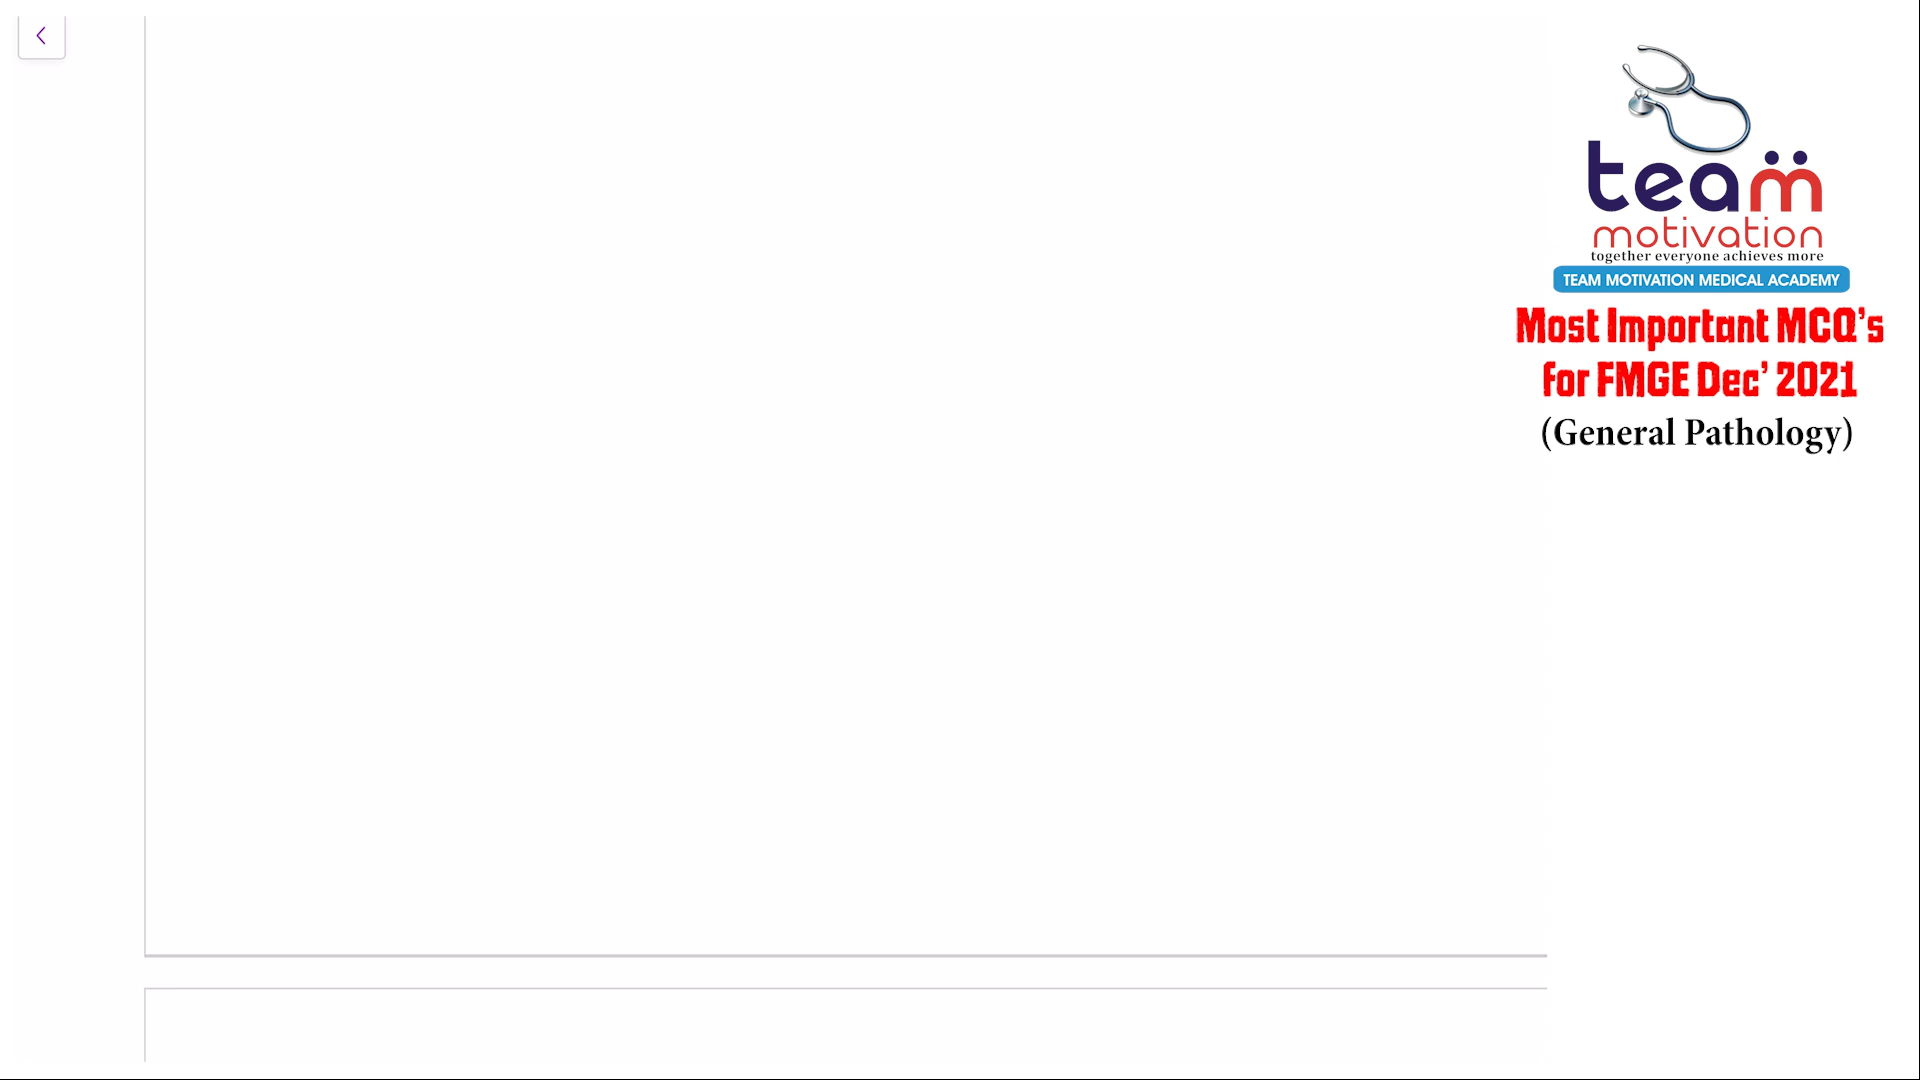 team
motivation
together everyone achieves more
TEAM MOTIVATION MEDICAL ACADEMY
Most Important MCQ's
for FMGE Dec' 2021
(General Pathology)